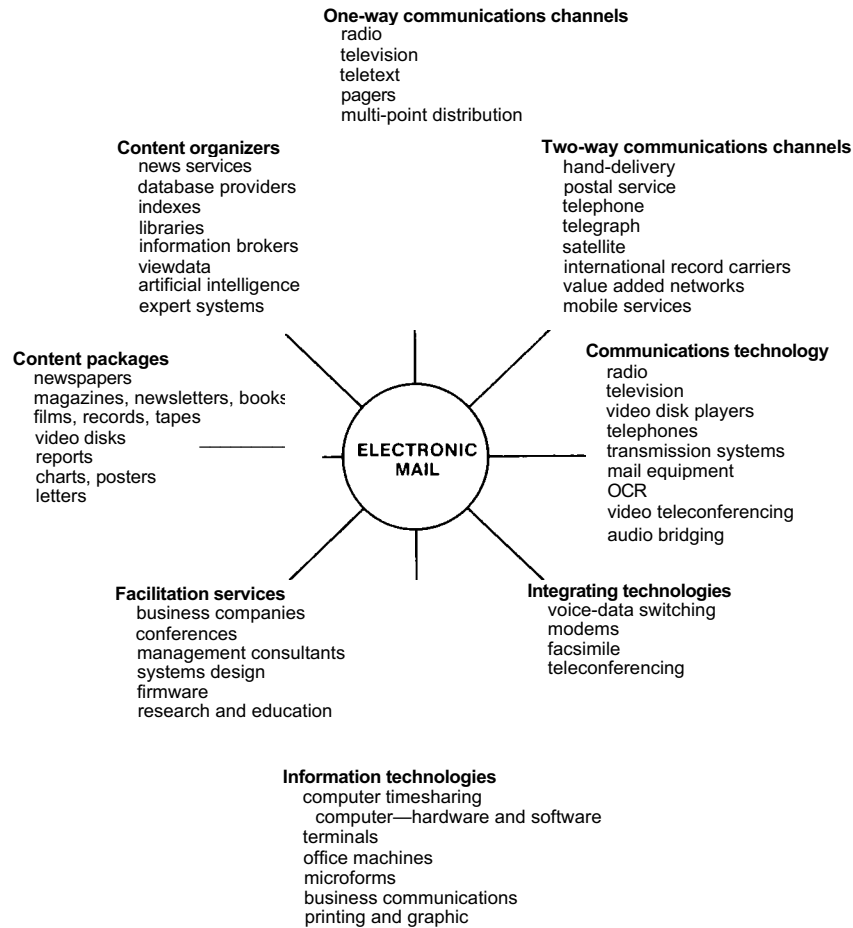 One-way communications channels
radio
television
teletext
pagers
multi-point distribution
Content organizers
news services
database providers
indexes
libraries
information brokers
viewdata
artificial intelligence
expert systems
Two-way communications channels
hand-delivery
postal service
telephone
telegraph
satellite
international record carriers
value added networks
mobile services
Content packages
newspapers
magazines, newsletters, books
films, records, tapes
video disks
reports
charts, posters
letters
ELECTRONIC
MAIL
Communications technology
radio
television
video disk players
telephones
transmission systems
mail equipment
OCR
video teleconferencing
audio bridging
Facilitation services
business companies
conferences
management consultants
systems design
firmware
research and education
Integrating technologies
voice-data switching
modems
facsimile
teleconferencing
Information technologies
computer timesharing
computer—hardware and software
terminals
office machines
microforms
business communications
printing and graphic